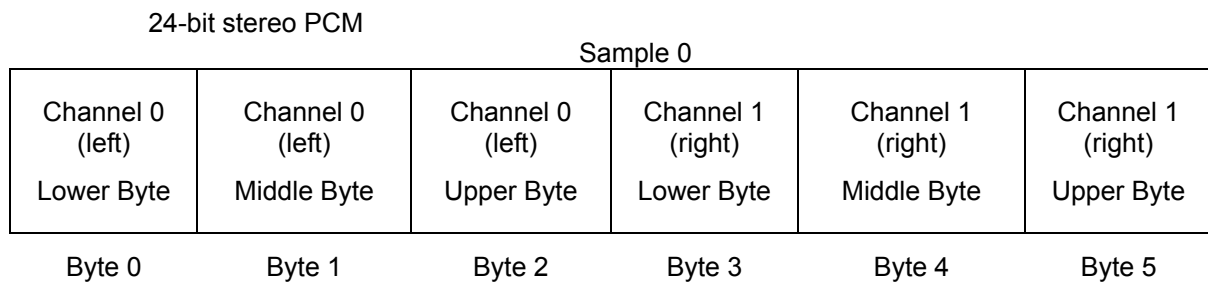 24-bit stereo PCM
Sample 0
Channel 0 Channel 0 Channel 0 Channel 1 Channel 1 Channel 1
(left) (left) (left) (right) (right) (right)
Lower Byte Middle Byte Upper Byte Lower Byte Middle Byte Upper Byte
Byte 0 Byte 1 Byte 2 Byte 3 Byte 4 Byte 5